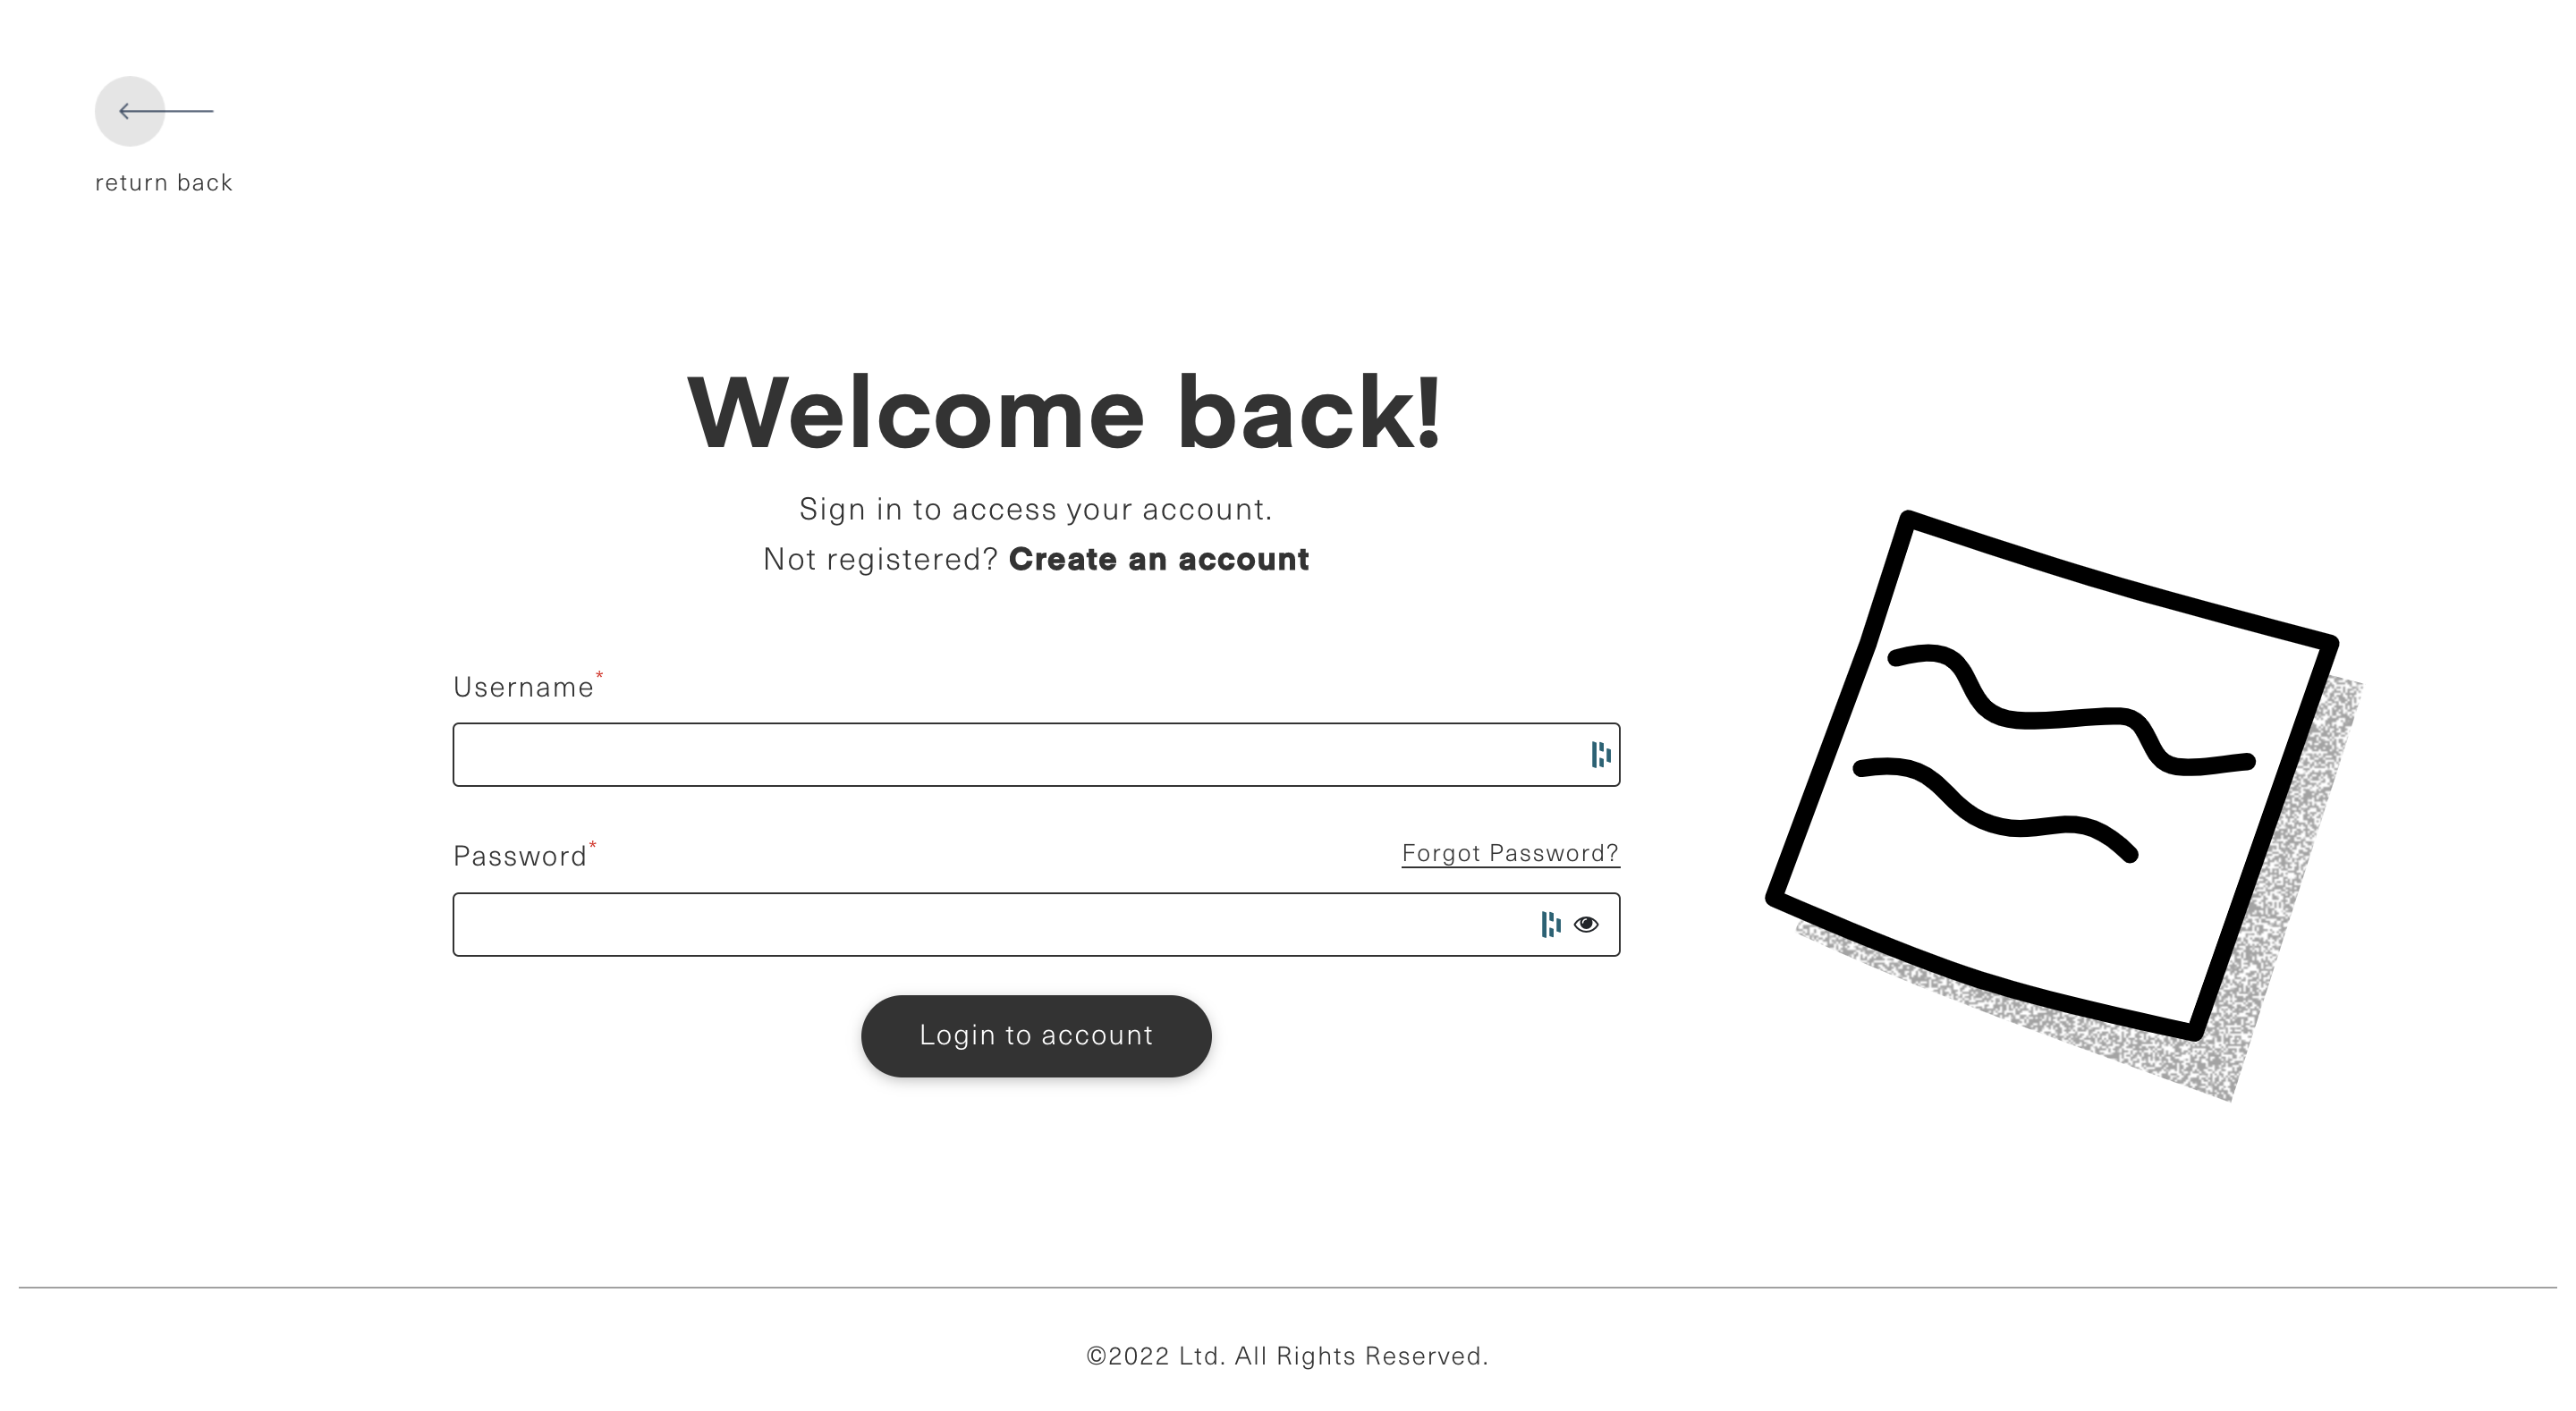 return back
Welcome back!
Sign in to access your account.
Not registered? Create an account
Username*
Password*
Forgot Password?
Login to account
©2022 Ltd. All Rights Reserved.